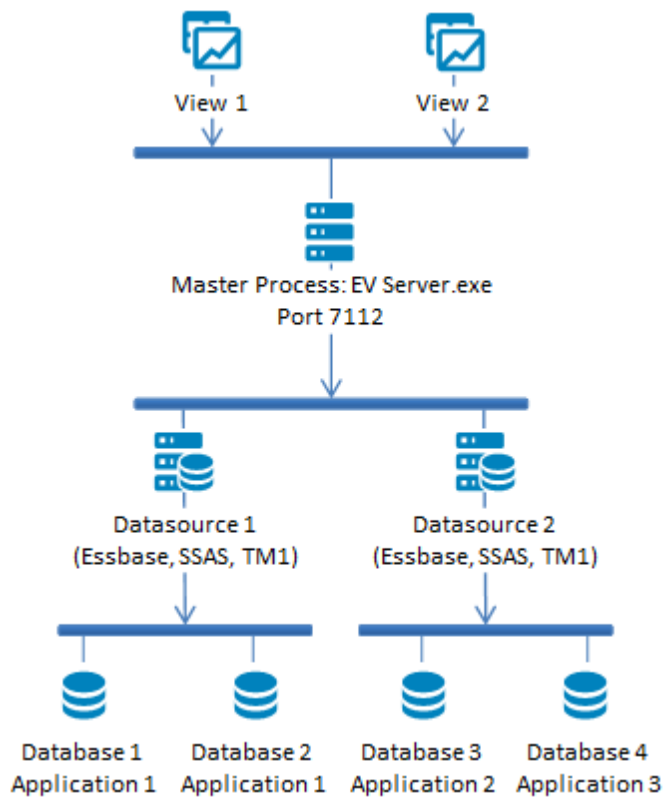 View 1
View 2
Master Process: EV Server.exe
Port 7112
Datasource 1
(Essbase, SSAS, TM1)
Datasource 2
(Essbase, SSAS, TM1)
Database 1
Application 1
Database 2
Application 1
Database 3
Application 2
Database 4
Application 3